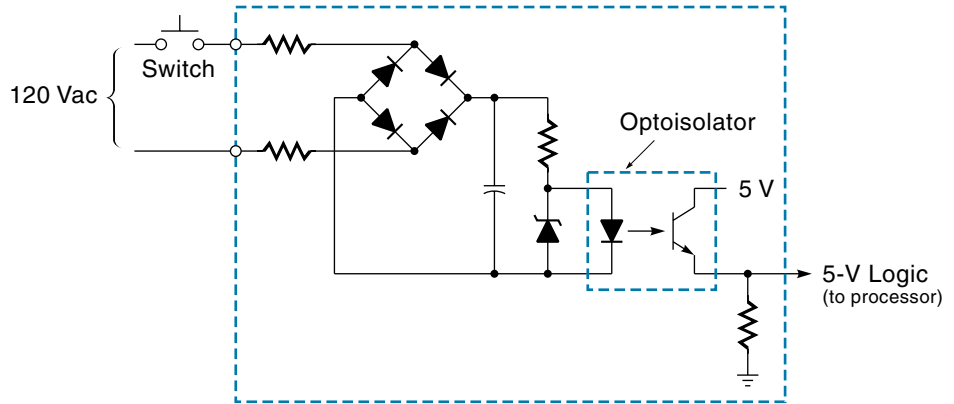 Switch
120 Vac
Optoisolator
5 V
5-V Logic
(to processor)